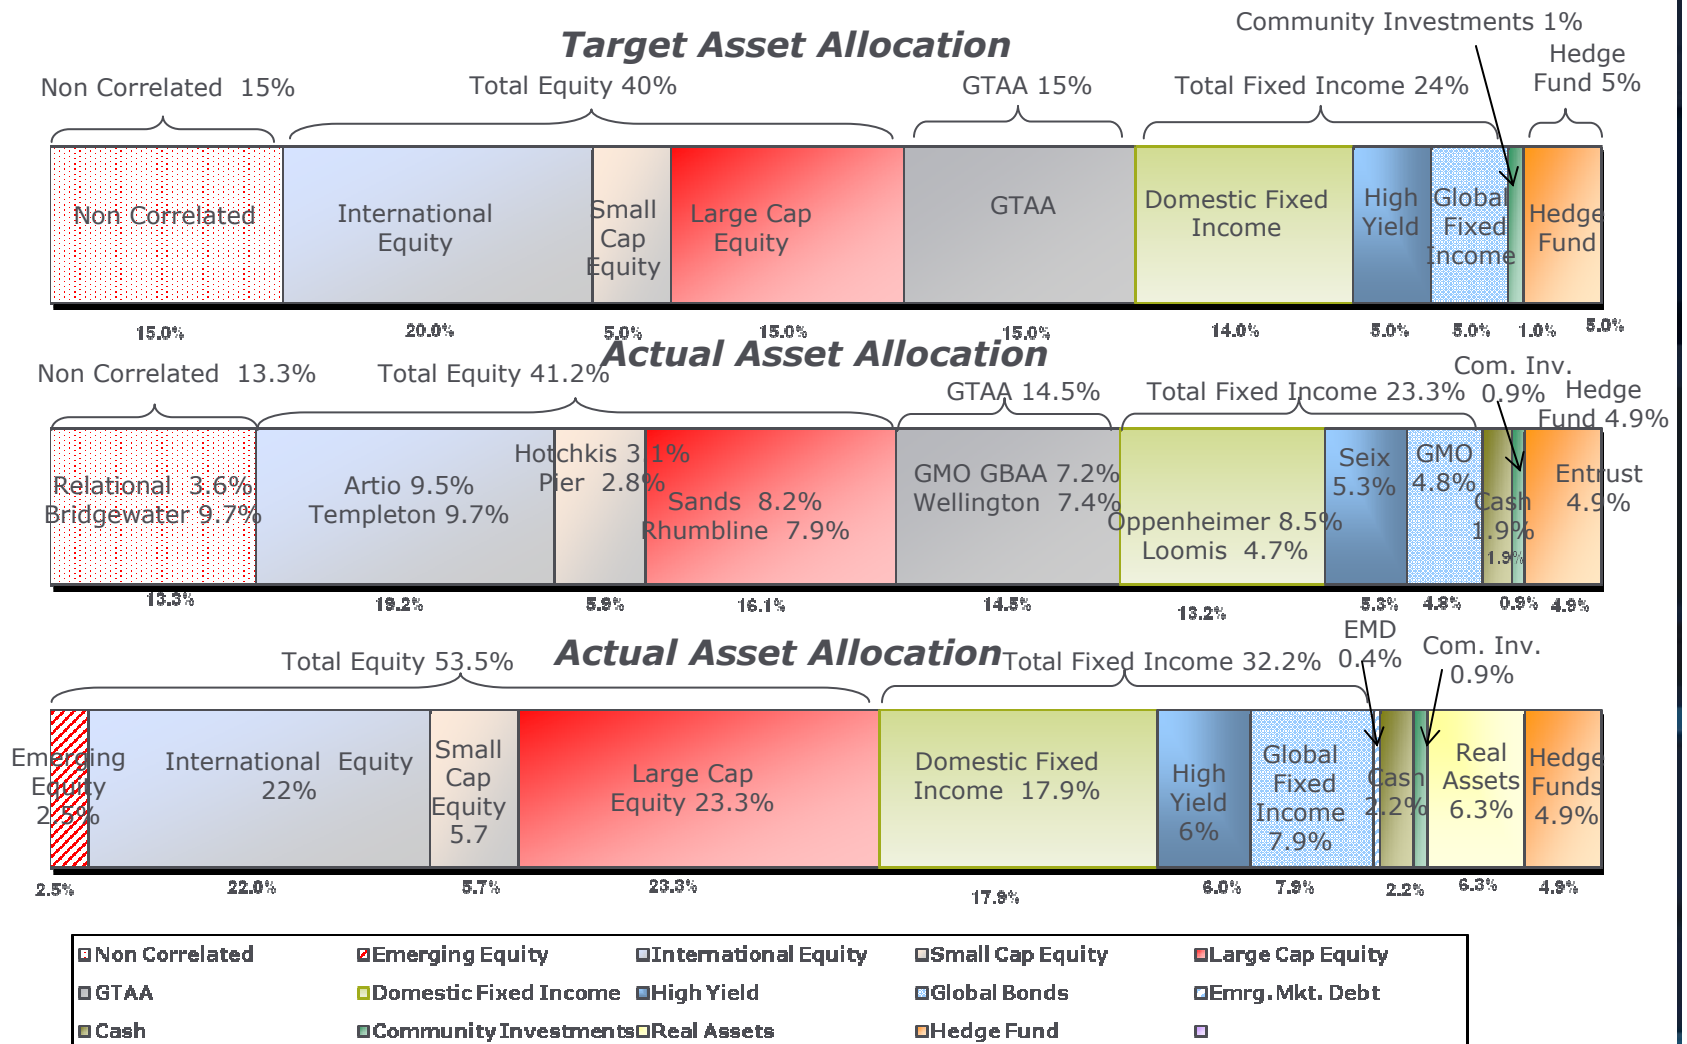 Community Investments 1%
Target Asset Allocation
Hedge
Fund 5%
Non Correlated  15%
Total Equity 40%
GTAA 15%
Total Fixed Income 24%
Non Correlated
International
Equity
Small
Cap
Equity
Large Cap
Equity
GTAA
Domestic Fixed
Income
High
Yield
Global
Fixed
Income
Hedge
Fund
15.0%
20.0%
5.0%
15.0%
15.0%
14.0%
5.0%
5.0%
1.0%
5.0%
Actual Asset Allocation
Non Correlated  13.3%
Total Equity 41.2%
GTAA 14.5%
Total Fixed Income 23.3%
Com. Inv.
0.9%
Hedge
Fund 4.9%
Relational  3.6%
Bridgewater 9.7%
Artio 9.5%
Templeton 9.7%
Hotchkis 3.1%
Pier  2.8%
Sands  8.2%
Rhumbline  7.9%
GMO GBAA 7.2%
Wellington  7.4%
Oppenheimer 8.5%
Loomis  4.7%
Seix
5.3%
GMO
4.8%
Cash
1.9%
1.9%
Entrust
4.9%
13.3%
19.2%
5.9%
16.1%
14.5%
13.2%
5.3%
4.8%
0.9%
4.9%
Actual Asset Allocation
Total Equity 53.5%
Total Fixed Income 32.2%
EMD
0.4%
Com. Inv.
0.9%
Emerging
Equity
2.5%
International  Equity
22%
Small
Cap
Equity
5.7
Large Cap
Equity 23.3%
Domestic Fixed
Income  17.9%
High
Yield
6%
Global
Fixed
Income
7.9%
Cash
2.2%
Real
Assets
6.3%
Hedge
Funds
4.9%
2.5%
22.0%
5.7%
23.3%
17.9%
6.0%
7.9%
2.2%
6.3%
4.9%
Non Correlated
Emerging Equity
International Equity
Small Cap Equity
Large Cap Equity
GTAA
Domestic Fixed Income
High Yield
Global Bonds
Emrg. Mkt. Debt
Cash
Community Investments
Real Assets
Hedge Fund